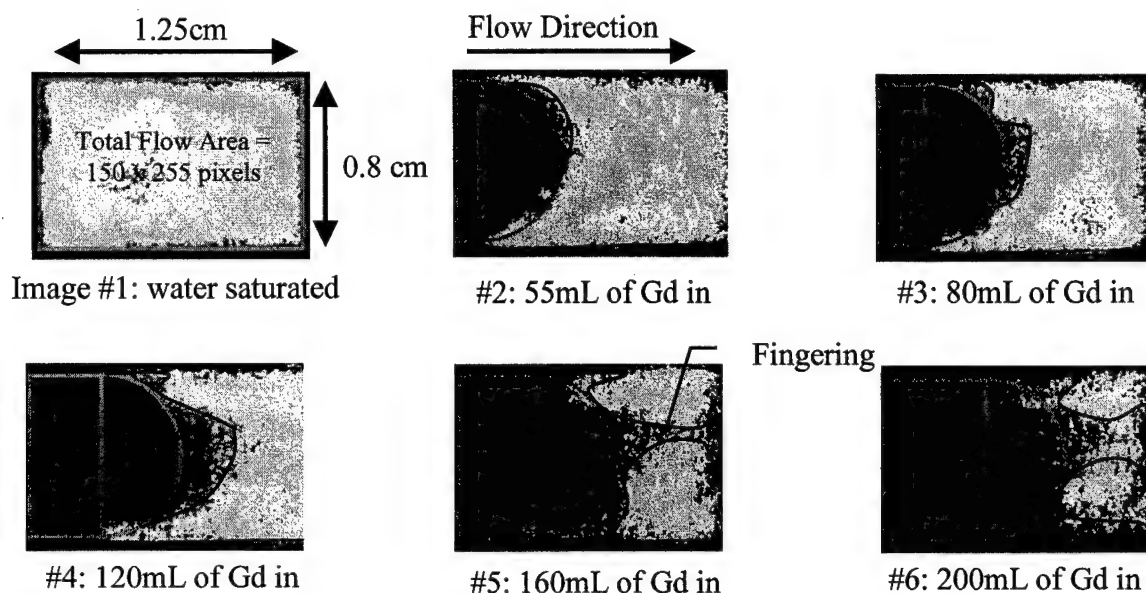 1.25cm
Flow Direction
Total Flow Area =
150 x 255 pixels
0.8 cm
Image #1: water saturated
#2: 55mL of Gd in
#3: 80mL of Gd in
Fingering
#4: 120mL of Gd in
#5: 160mL of Gd in
#6: 200mL of Gd in